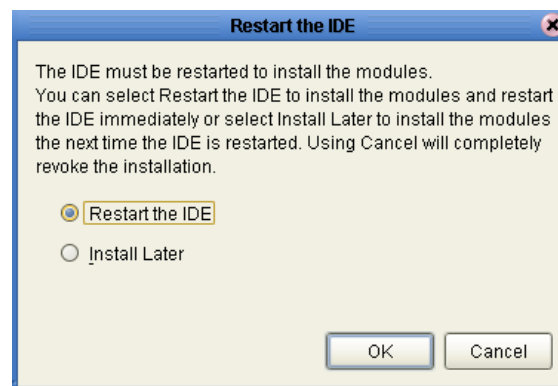 Restart the IDE
The IDE must be restarted to install the modules.
You can select Restart the IDE to install the modules and restart
the IDE immediately or select Install Later to install the modules
the next time the IDE is restarted. Using Cancel will completely
revoke the installation.
Restart the IDE
Install Later
OK
Cancel